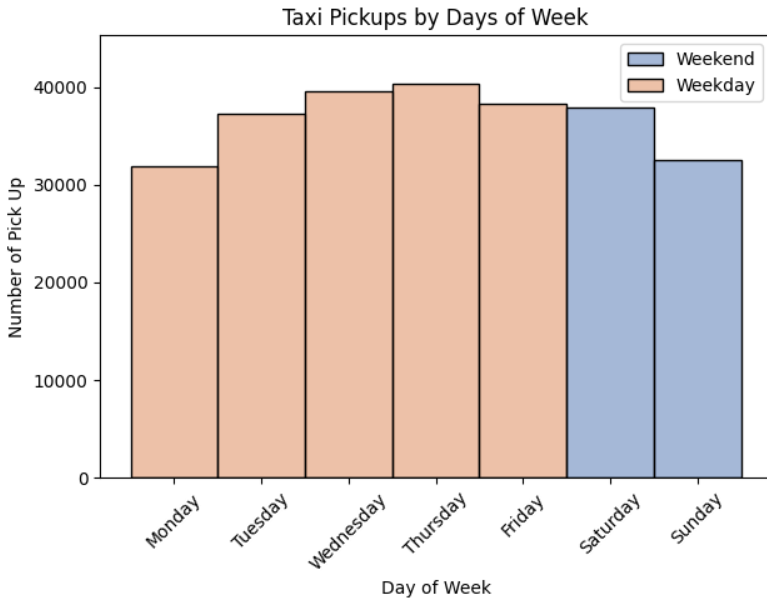 Taxi Pickups by Days of Week
Weekend
Weekday
Number of Pick Up
40000
30000
20000
10000
0
Monday
Tuesday
Wednesday
Thursday
Friday
Saturday
Sunday
Day of Week